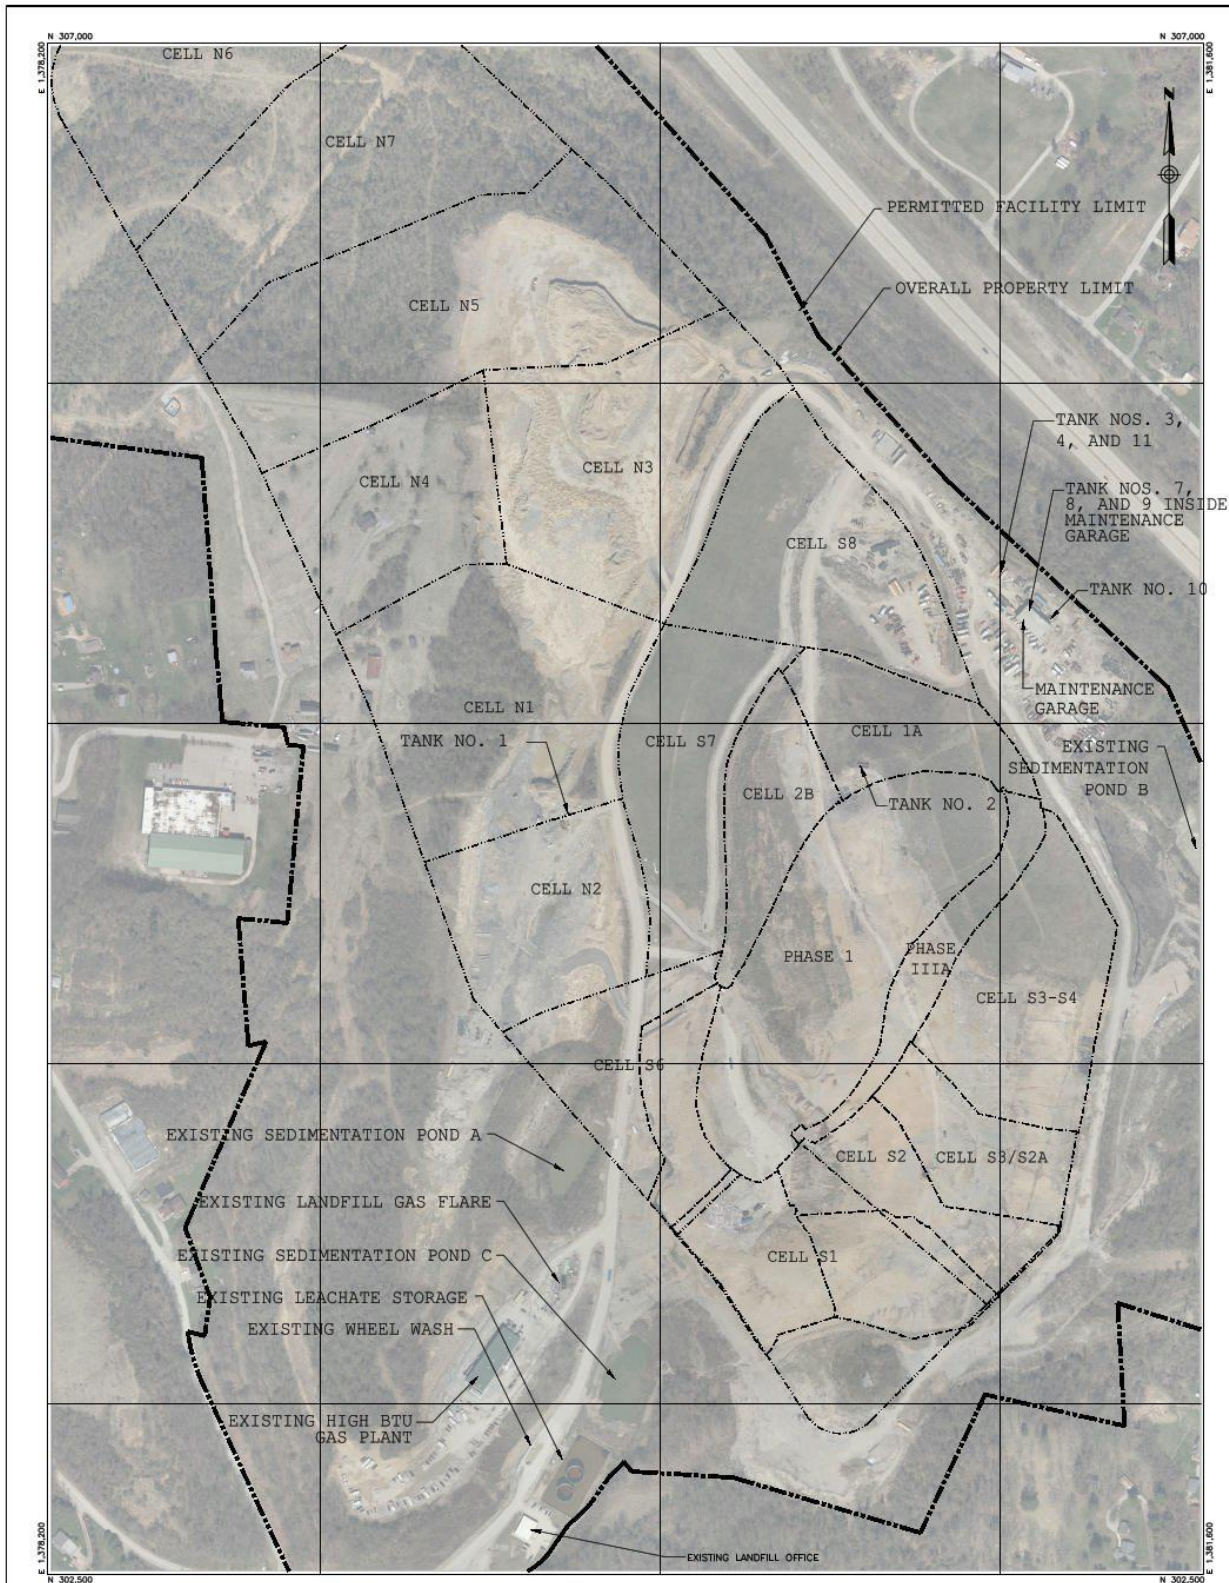 N 307,000
N 307,000
E 1,378,200
E 1,381,600
CELL N6
N
CELL N7
PERMITTED FACILITY LIMIT
OVERALL PROPERTY LIMIT
CELL N5
TANK NOS. 3,
4, AND 11
CELL N3
CELL N4
TANK NOS. 7,
8, AND 9 INSIDE
MAINTENANCE
GARAGE
CELL S8
TANK NO. 10
MAINTENANCE
GARAGE
CELL N1
CELL 1A
TANK NO. 1
CELL S7
EXISTING
SEDIMENTATION
POND B
CELL 2B
TANK NO. 2
CELL N2
PHASE 1
PHASE
IIIA
CELL S3-S4
CELL S6
EXISTING SEDIMENTATION POND A
CELL S2
CELL S3/S2A
EXISTING LANDFILL GAS FLARE
EXISTING SEDIMENTATION POND C
CELL S1
EXISTING LEACHATE STORAGE
EXISTING WHEEL WASH
EXISTING HIGH BTU
GAS PLANT
EXISTING LANDFILL OFFICE
E 1,378,200
E 1,381,600
N 302,500
N 302,500